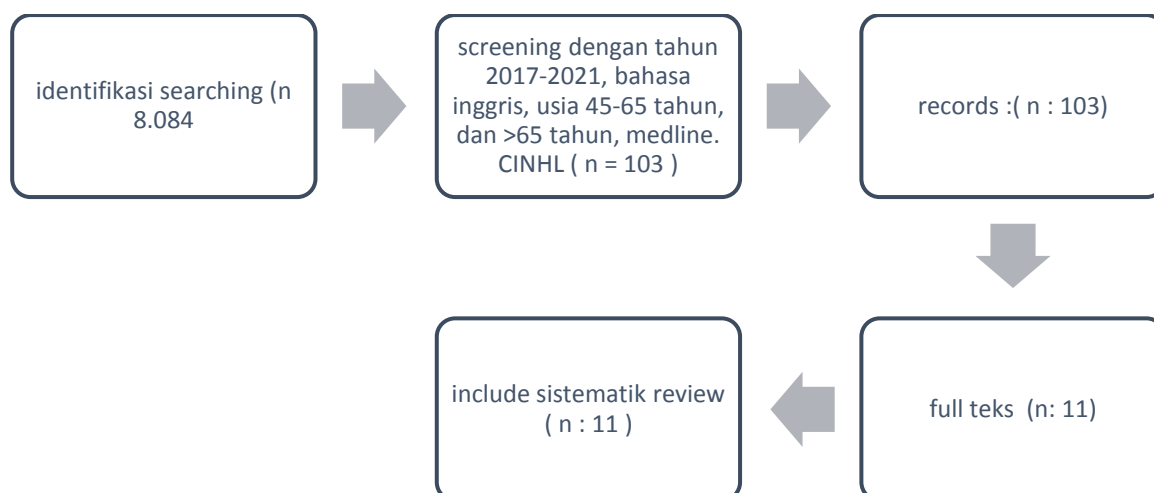 identifikasi searching (n
8.084
screening dengan tahun
2017-2021, bahasa
inggris, usia 45-65 tahun,
dan >65 tahun, medline.
CINHL ( n = 103 )
records :( n : 103)
full teks  (n: 11)
include sistematik review
( n : 11 )